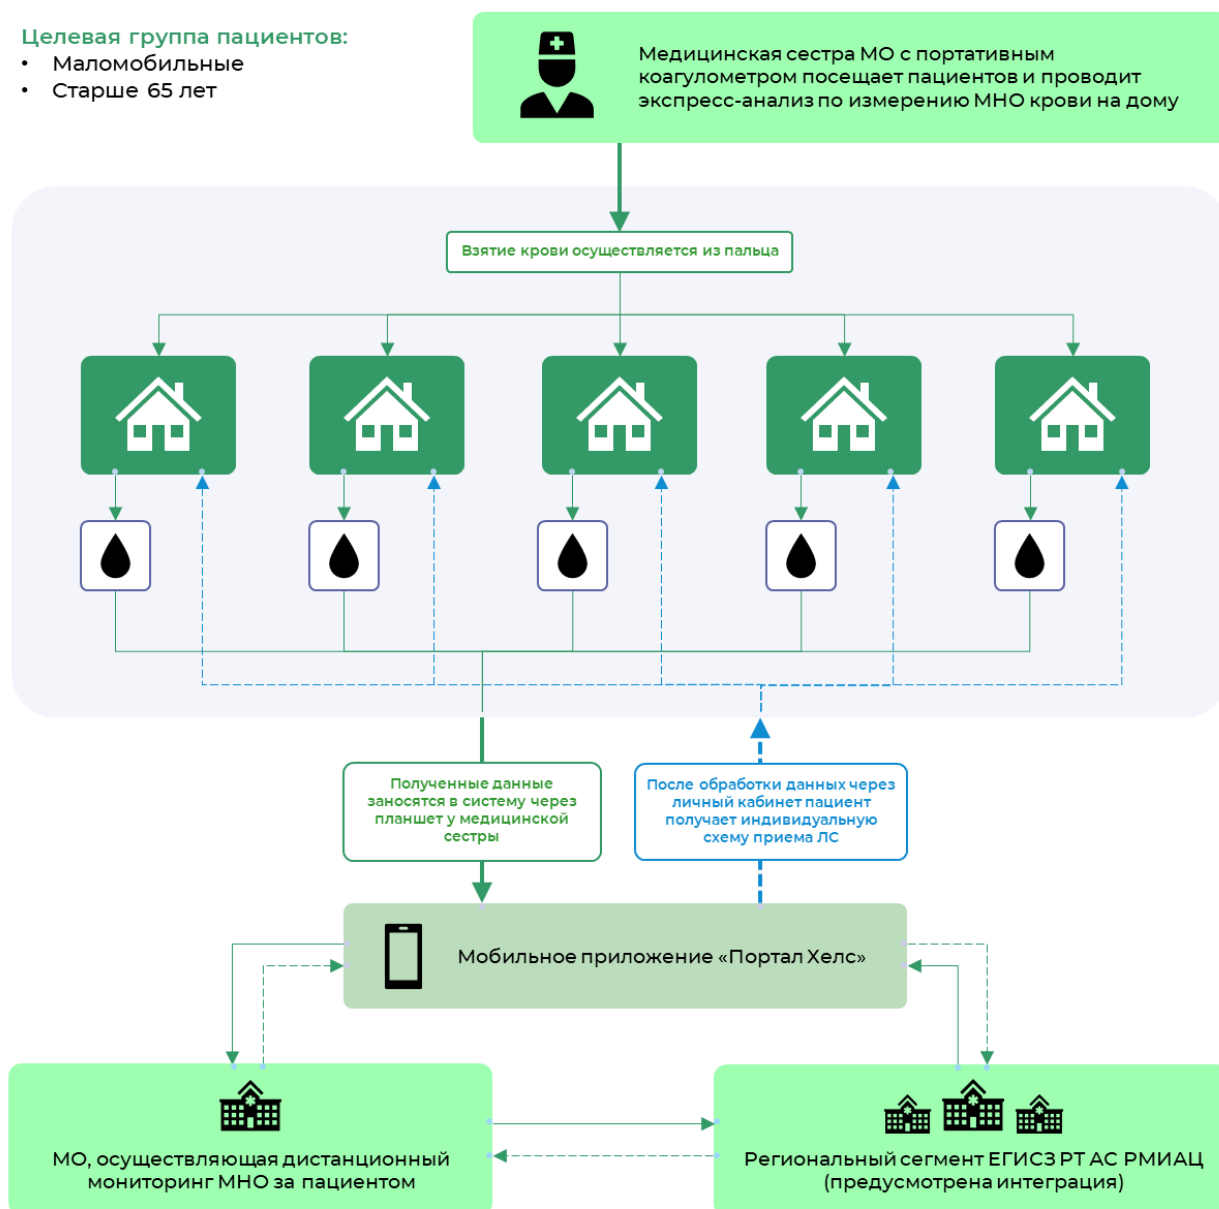 Целевая группа пациентов:
• Маломобильные
• Старше 65 лет
Медицинская сестра МО с портативным
коагулометром посещает пациентов и проводит
экспресс-анализ по измерению МНО крови на дому
Взятие крови осуществляется из пальца
Полученные данные
заносятся в систему через
планшет у медицинской
сестры
После обработки данных через
личный кабинет пациент
получает индивидуальную
схему приема ЛС
Мобильное приложение «Портал Хелс»
МО, осуществляющая дистанционный
мониторинг МНО за пациентом
Региональный сегмент ЕГИСЗ РТ АС РМИАЦ
(предусмотрена интеграция)